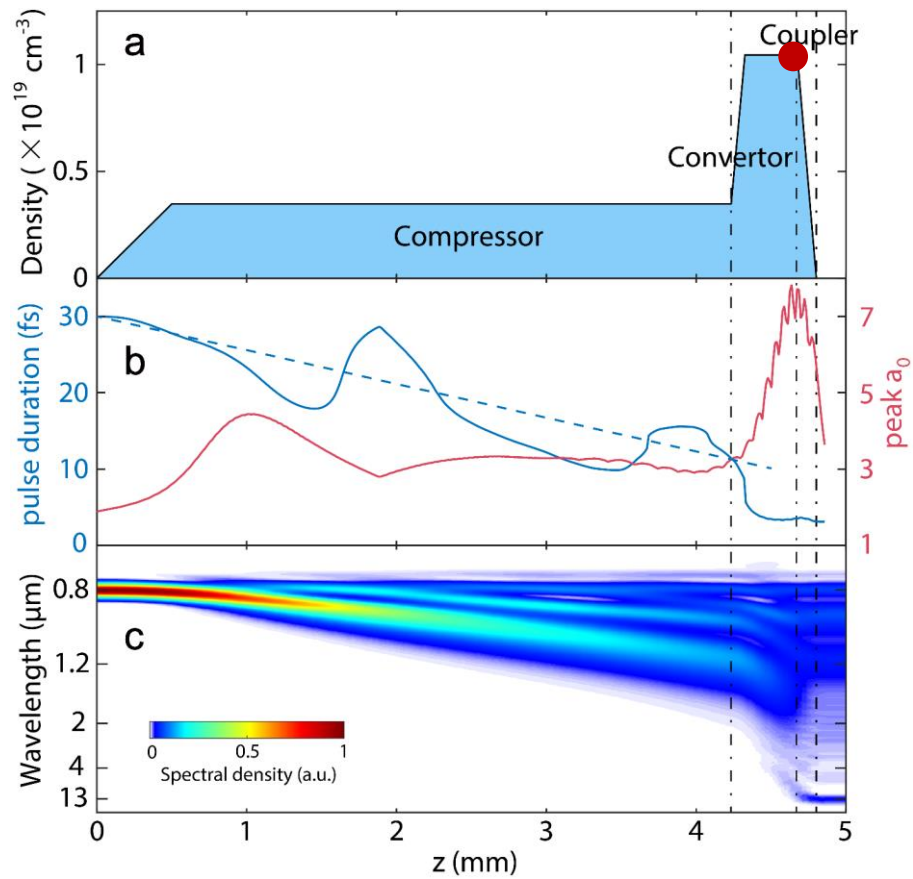 a
Coupler
Convertor
Compressor
Density ( × 10¹⁹ cm⁻³)
1
0.5
0
b
pulse duration (fs)
30
20
10
0
peak a₀
7
5
3
1
c
Wavelength (μm)
0.8
1.2
2
4
13
0 0.5 1
Spectral density (a.u.)
0 1 2 3 4 5
z (mm)